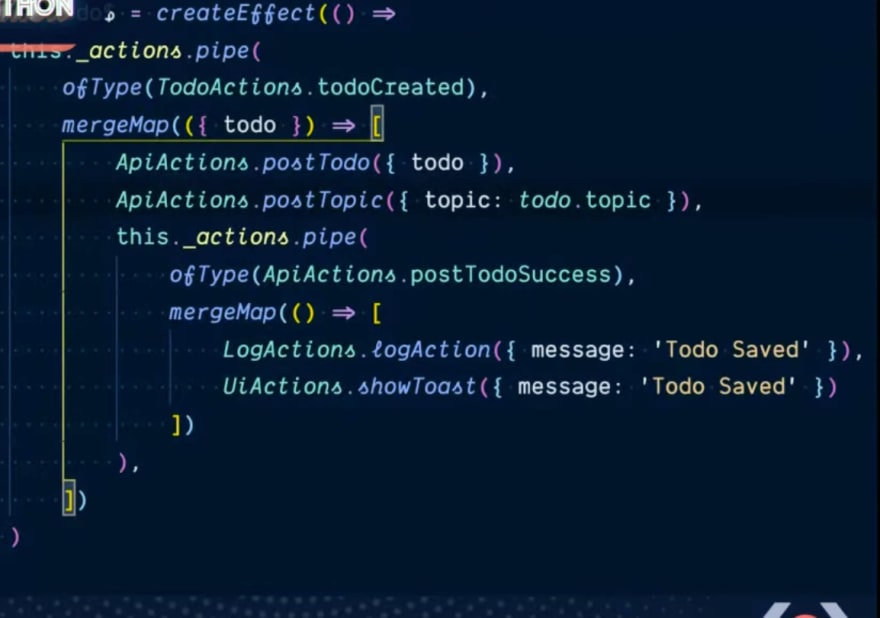 THON
= createEffect(() =>
this._actions.pipe(
ofType(TodoActions.todoCreated),
mergeMap(({ todo }) => [
ApiActions.postTodo({ todo }),
ApiActions.postTopic({ topic: todo.topic }),
this._actions.pipe(
ofType(ApiActions.postTodoSuccess),
mergeMap(() => [
LogActions.logAction({ message: 'Todo Saved' }),
UiActions.showToast({ message: 'Todo Saved' })
])
),
])
)